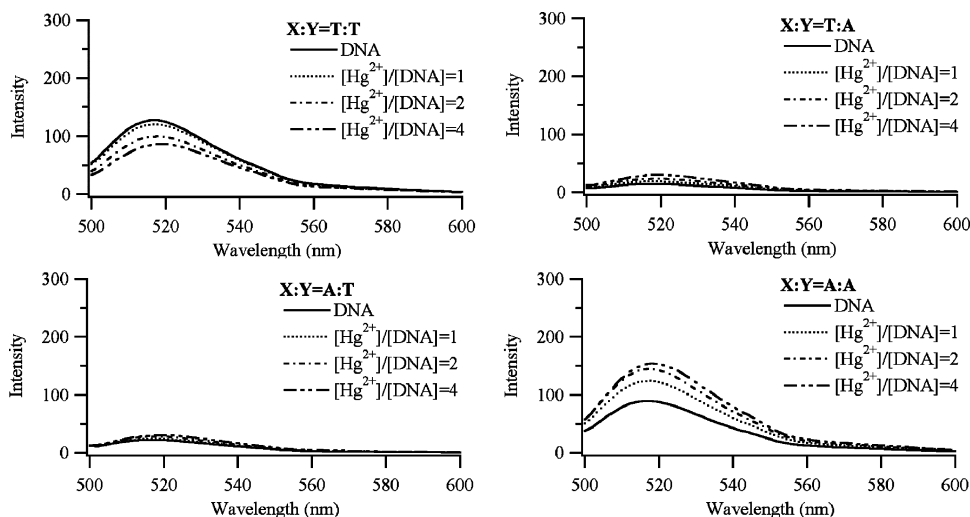 300
200
100
0
Intensity
X:Y=T:T
DNA
[Hg²⁺]/[DNA]=1
[Hg²⁺]/[DNA]=2
[Hg²⁺]/[DNA]=4
500 520 540 560 580 600
Wavelength (nm)
300
200
100
0
Intensity
X:Y=T:A
DNA
[Hg²⁺]/[DNA]=1
[Hg²⁺]/[DNA]=2
[Hg²⁺]/[DNA]=4
500 520 540 560 580 600
Wavelength (nm)
300
200
100
0
Intensity
X:Y=A:T
DNA
[Hg²⁺]/[DNA]=1
[Hg²⁺]/[DNA]=2
[Hg²⁺]/[DNA]=4
500 520 540 560 580 600
Wavelength (nm)
300
200
100
0
Intensity
X:Y=A:A
DNA
[Hg²⁺]/[DNA]=1
[Hg²⁺]/[DNA]=2
[Hg²⁺]/[DNA]=4
500 520 540 560 580 600
Wavelength (nm)